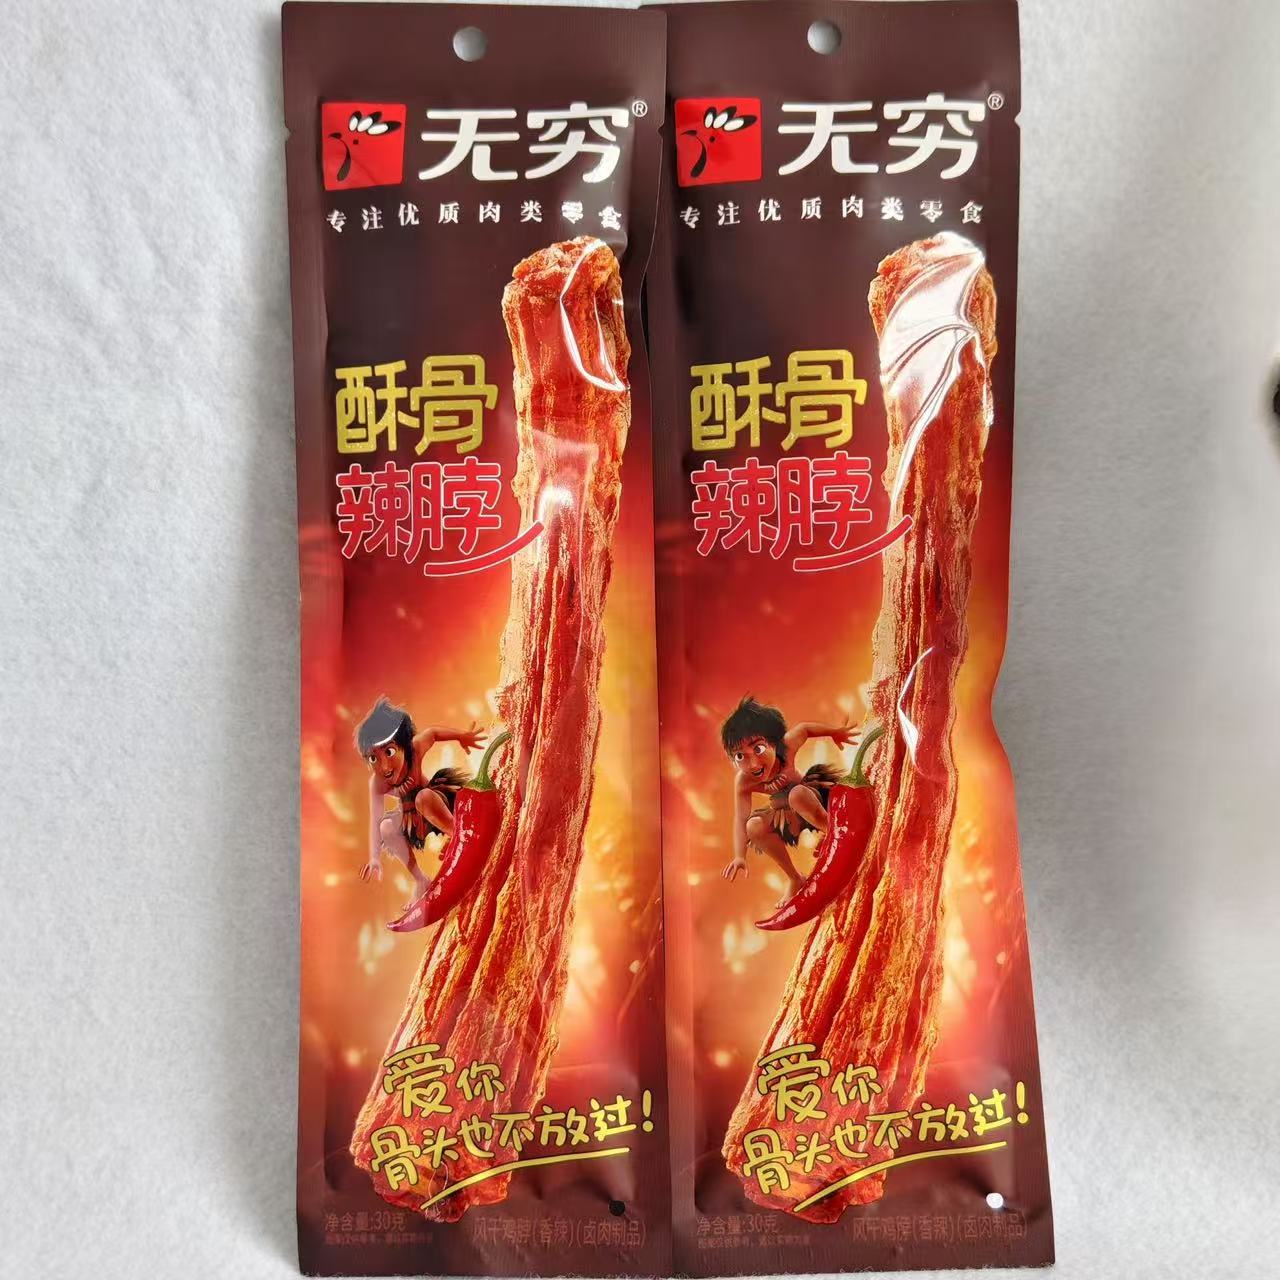 无穷®
专注优质肉类零食
酥骨
辣脖
爱你
骨头也不放过!
净含量:30克
风干鸡脖(香辣)(卤肉制品)
无穷®
专注优质肉类零食
酥骨
辣脖
爱你
骨头也不放过!
净含量:30克
风干鸡脖(香辣)(卤肉制品)